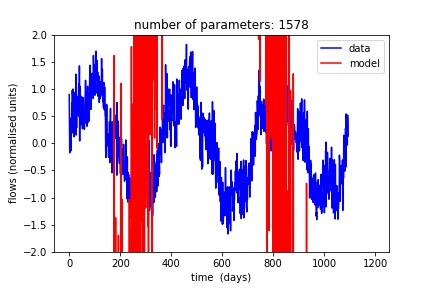 number of parameters: 1578
flows (normalised units)
2.0
1.5
1.0
0.5
0.0
−0.5
−1.0
−1.5
−2.0
data
model
0 200 400 600 800 1000 1200
time (days)